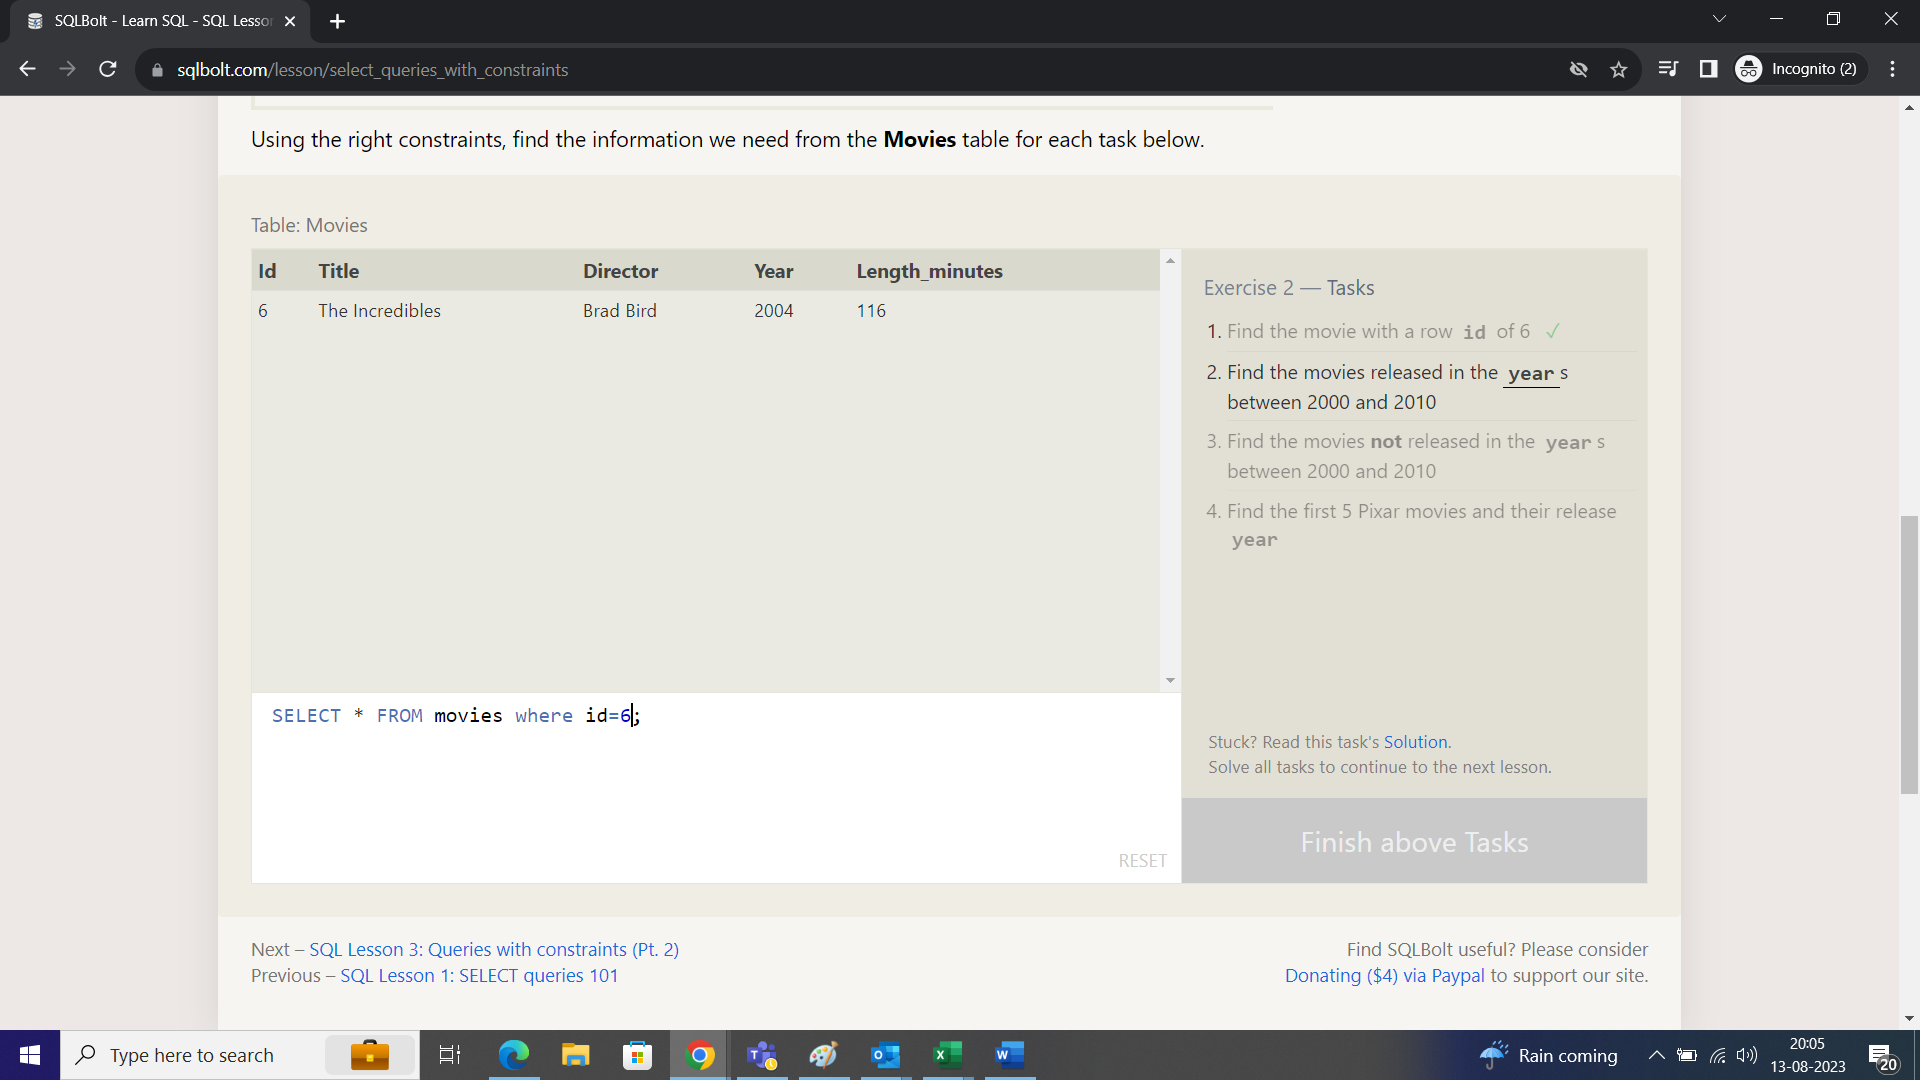 SQLBolt - Learn SQL - SQL Lesso
sqlbolt.com/lesson/select_queries_with_constraints
Incognito (2)
Using the right constraints, find the information we need from the Movies table for each task below.
Table: Movies
Id Title Director Year Length_minutes
6 The Incredibles Brad Bird 2004 116
SELECT * FROM movies where id=6;
RESET
Exercise 2 — Tasks
1. Find the movie with a row id of 6 ✓
2. Find the movies released in the year s
between 2000 and 2010
3. Find the movies not released in the year s
between 2000 and 2010
4. Find the first 5 Pixar movies and their release
year
Stuck? Read this task's Solution.
Solve all tasks to continue to the next lesson.
Finish above Tasks
Next – SQL Lesson 3: Queries with constraints (Pt. 2)
Previous – SQL Lesson 1: SELECT queries 101
Find SQLBolt useful? Please consider
Donating ($4) via Paypal to support our site.
Type here to search
Rain coming
20:05
13-08-2023
20